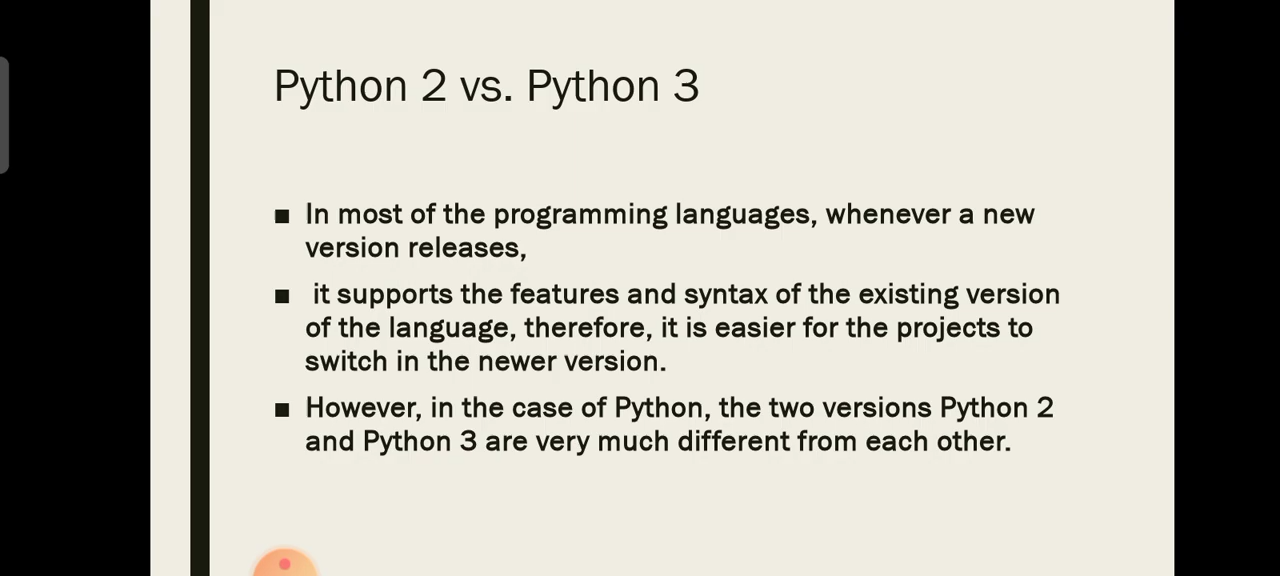 Python 2 vs. Python 3
■ In most of the programming languages, whenever a new
version releases,
■ it supports the features and syntax of the existing version
of the language, therefore, it is easier for the projects to
switch in the newer version.
■ However, in the case of Python, the two versions Python 2
and Python 3 are very much different from each other.